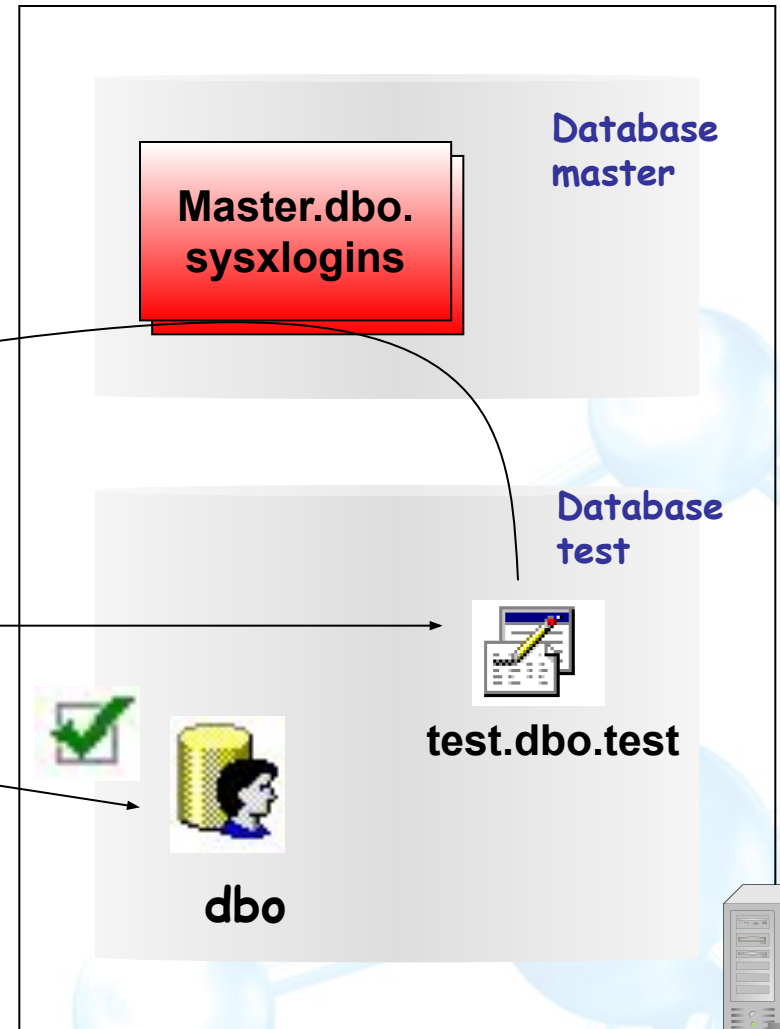 Database
master
Master.dbo.
sysxlogins
Database
test
test.dbo.test
dbo